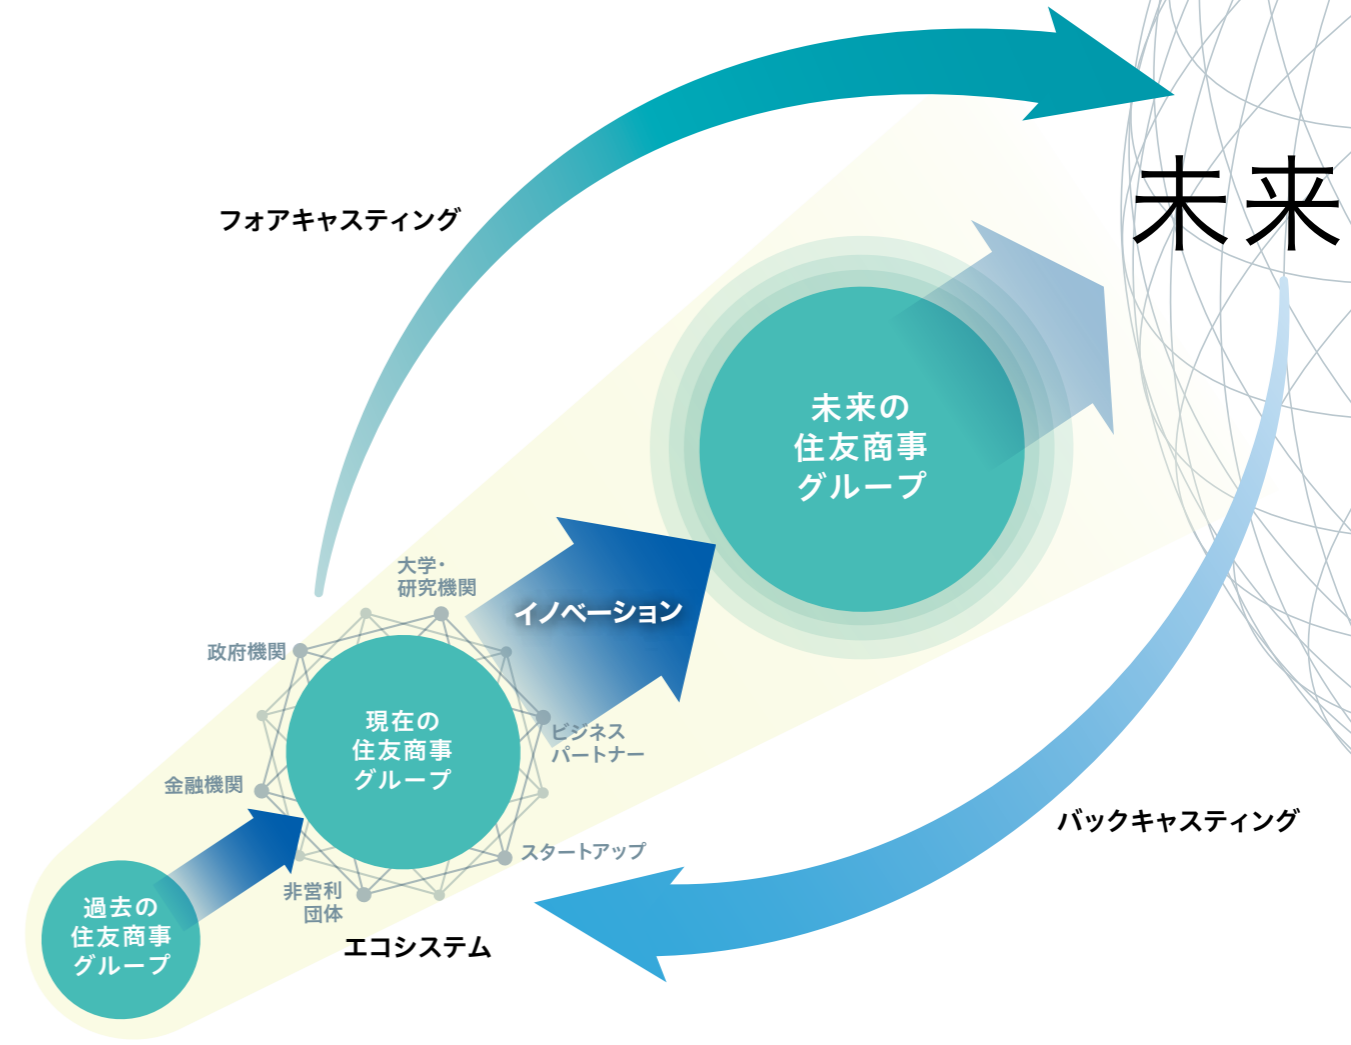 未来
フォアキャスティング
未来の
住友商事
グループ
大学・
研究機関
イノベーション
政府機関
現在の
住友商事
グループ
ビジネス
パートナー
金融機関
バックキャスティング
スタートアップ
非営利
団体
過去の
住友商事
グループ
エコシステム